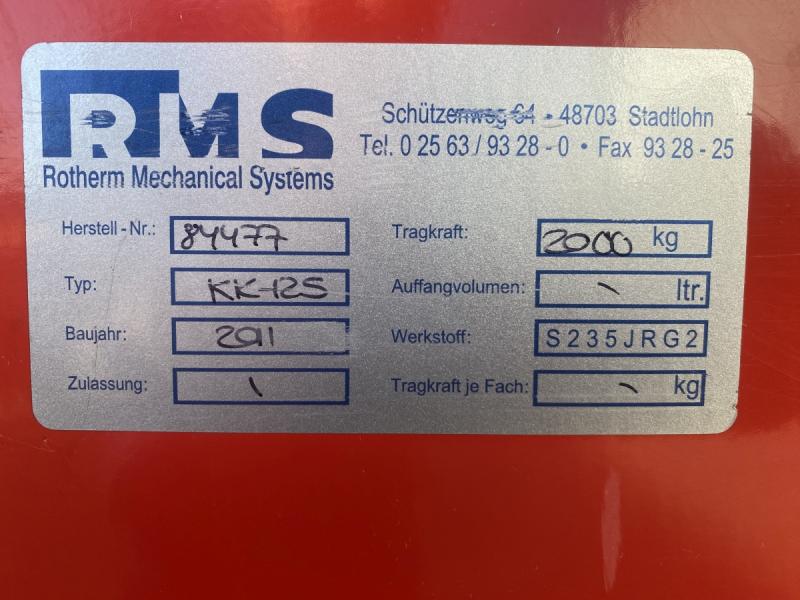 RMS
Rotherm Mechanical Systems
Schützenweg 64 • 48703 Stadtlohn
Tel. 0 25 63 / 93 28 - 0 • Fax 93 28 - 25
Herstell-Nr.: 84477
Typ: KK-125
Baujahr: 2011
Zulassung: \
Tragkraft: 2000 kg
Auffangvolumen: - ltr.
Werkstoff: S235JRG2
Tragkraft je Fach: - kg